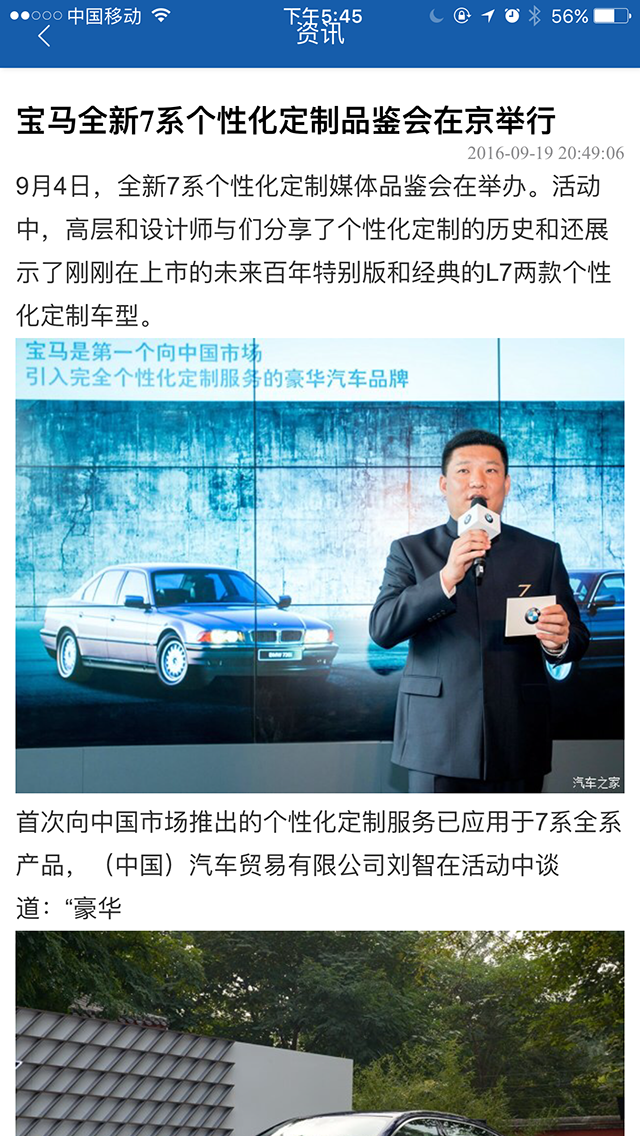 中国移动
下午5:45
56%
资讯
宝马全新7系个性化定制品鉴会在京举行
2016-09-19 20:49:06
9月4日，全新7系个性化定制媒体品鉴会在举办。活动
中，高层和设计师与们分享了个性化定制的历史和还展
示了刚刚在上市的未来百年特别版和经典的L7两款个性
化定制车型。
宝马是第一个向中国市场
引入完全个性化定制服务的豪华汽车品牌
7
汽车之家
首次向中国市场推出的个性化定制服务已应用于7系全系
产品，（中国）汽车贸易有限公司刘智在活动中谈
道：“豪华